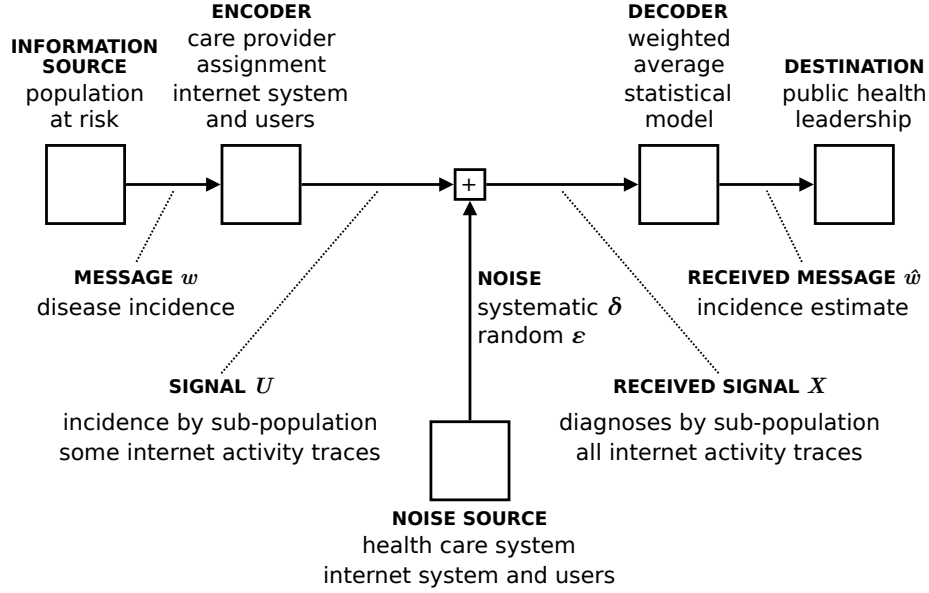 INFORMATION
SOURCE
population
at risk
ENCODER
care provider
assignment
internet system
and users
DECODER
weighted
average
statistical
model
DESTINATION
public health
leadership
+
MESSAGE w
disease incidence
NOISE
systematic δ
random ε
RECEIVED MESSAGE ŵ
incidence estimate
SIGNAL U
incidence by sub-population
some internet activity traces
RECEIVED SIGNAL X
diagnoses by sub-population
all internet activity traces
NOISE SOURCE
health care system
internet system and users